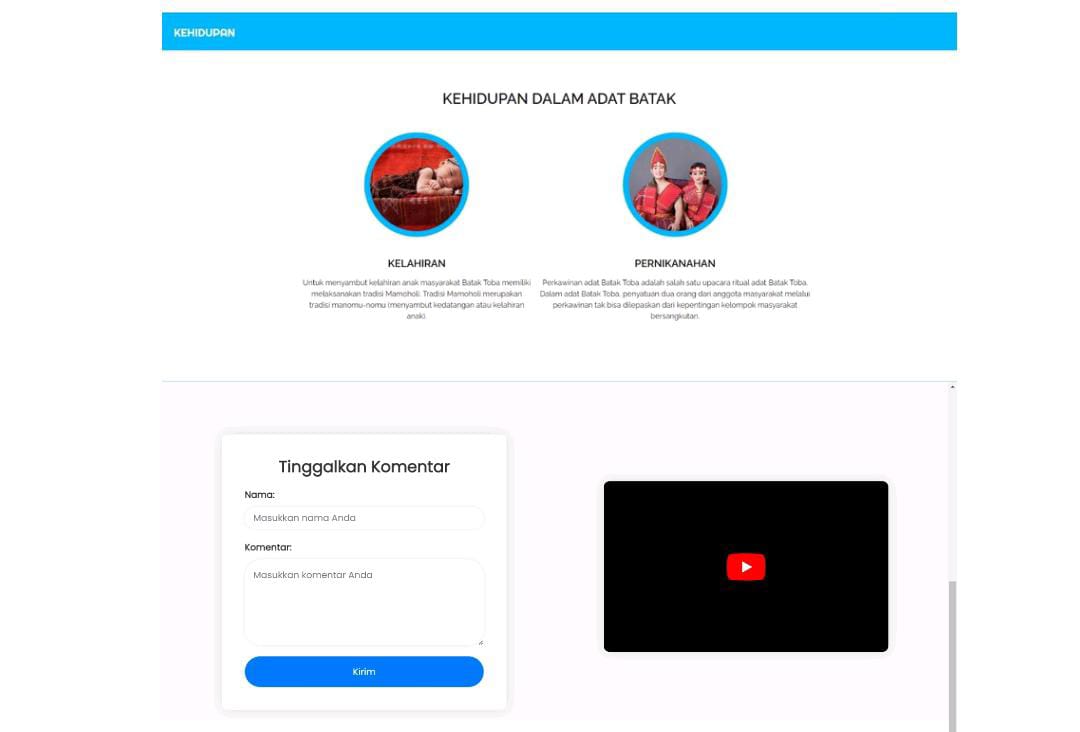 KEHIDUPAN
KEHIDUPAN DALAM ADAT BATAK
KELAHIRAN
Untuk menyambut kelahiran anak masyarakat Batak Toba memiliki
melaksanakan tradisi Mamoholi. Tradisi Mamoholi merupakan
tradisi manomu-nomu (menyambut kedatangan atau kelahiran
anak).
PERNIKANAHAN
Perkawinan adat Batak Toba adalah salah satu upacara ritual adat Batak Toba.
Dalam adat Batak Toba, penyatuan dua orang dari anggota masyarakat melalui
perkawinan tak bisa dilepaskan dari kepentingan kelompok masyarakat
bersangkutan.
Tinggalkan Komentar
Nama:
Masukkan nama Anda
Komentar:
Masukkan komentar Anda
Kirim